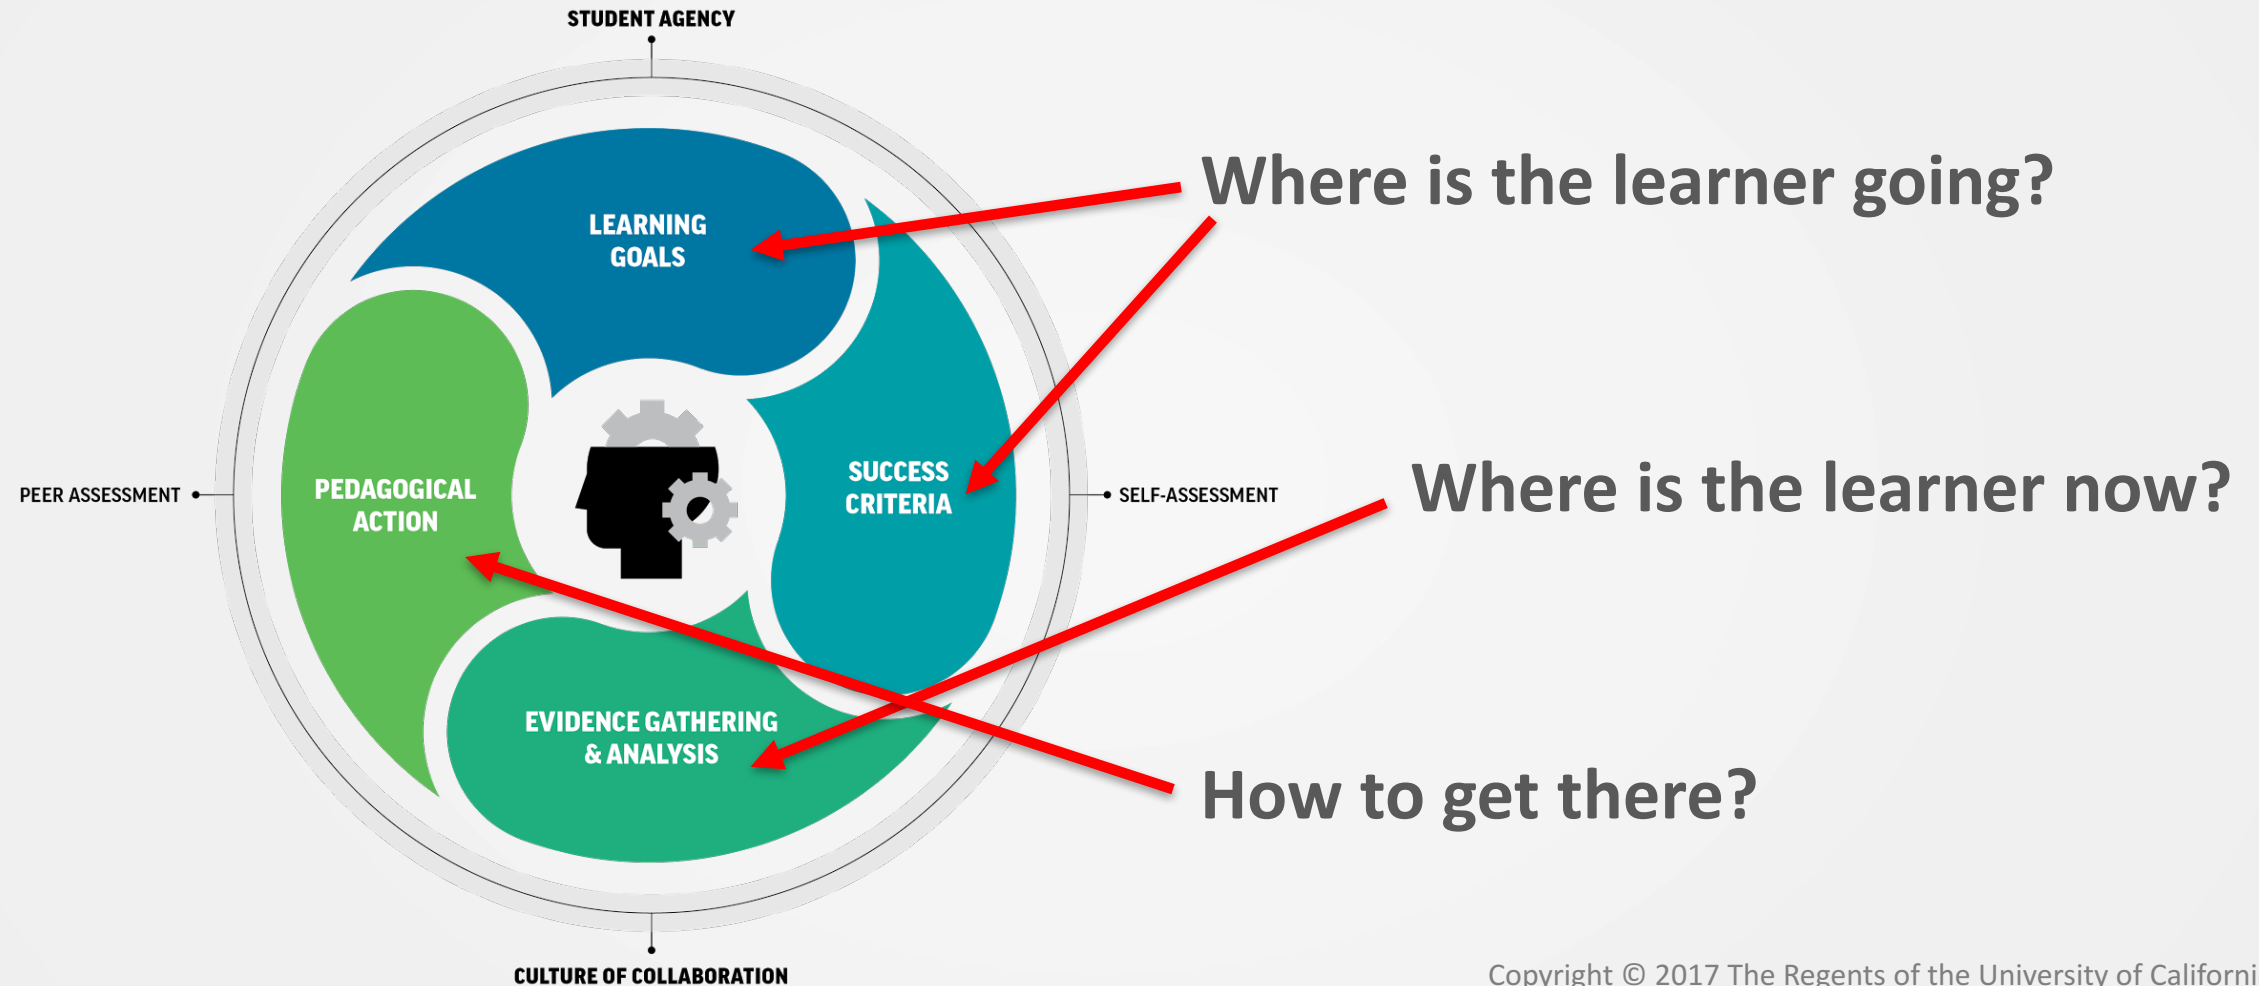 STUDENT AGENCY
Where is the learner going?
LEARNING
GOALS
PEER ASSESSMENT
PEDAGOGICAL
ACTION
SUCCESS
CRITERIA
SELF-ASSESSMENT
Where is the learner now?
EVIDENCE GATHERING
& ANALYSIS
How to get there?
CULTURE OF COLLABORATION
Copyright © 2017 The Regents of the University of Californi